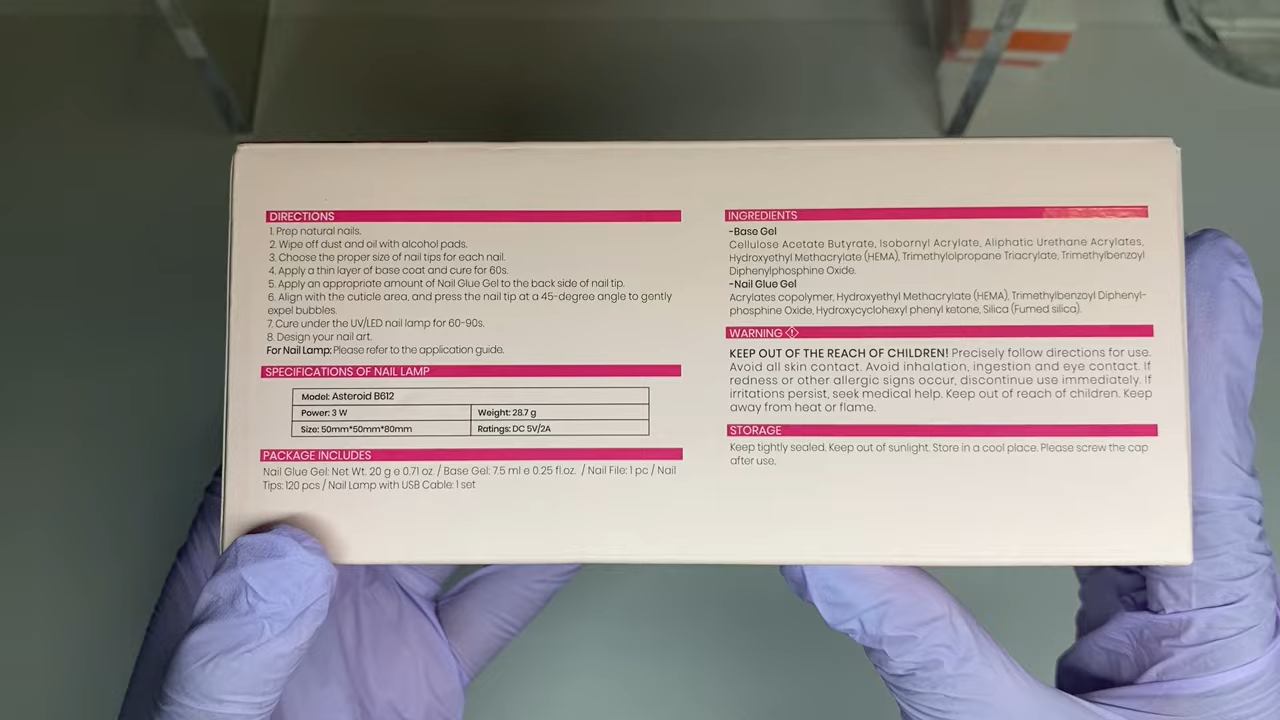 DIRECTIONS
1. Prep natural nails.
2. Wipe off dust and oil with alcohol pads.
3. Choose the proper size of nail tips for each nail.
4. Apply a thin layer of base coat and cure for 60s.
5. Apply an appropriate amount of Nail Glue Gel to the back side of nail tip.
6. Align with the cuticle area, and press the nail tip at a 45-degree angle to gently
expel bubbles.
7. Cure under the UV/LED nail lamp for 60-90s.
8. Design your nail art.
For Nail Lamp: Please refer to the application guide.
SPECIFICATIONS OF NAIL LAMP
Model: Asteroid B612
Power: 3 W Weight: 28.7 g
Size: 50mm*50mm*80mm Ratings: DC 5V/2A
PACKAGE INCLUDES
Nail Glue Gel: Net Wt. 20 g e 0.71 oz. / Base Gel: 7.5 ml e 0.25 fl.oz. / Nail File: 1 pc / Nail
Tips: 120 pcs / Nail Lamp with USB Cable: 1 set
INGREDIENTS
-Base Gel
Cellulose Acetate Butyrate, Isobornyl Acrylate, Aliphatic Urethane Acrylates,
Hydroxyethyl Methacrylate (HEMA), Trimethylolpropane Triacrylate, Trimethylbenzoyl
Diphenylphosphine Oxide.
-Nail Glue Gel
Acrylates copolymer, Hydroxyethyl Methacrylate (HEMA), Trimethylbenzoyl Diphenyl-
phosphine Oxide, Hydroxycyclohexyl phenyl ketone, Silica (Fumed silica).
WARNING
KEEP OUT OF THE REACH OF CHILDREN! Precisely follow directions for use.
Avoid all skin contact. Avoid inhalation, ingestion and eye contact. If
redness or other allergic signs occur, discontinue use immediately. If
irritations persist, seek medical help. Keep out of reach of children. Keep
away from heat or flame.
STORAGE
Keep tightly sealed. Keep out of sunlight. Store in a cool place. Please screw the cap
after use.